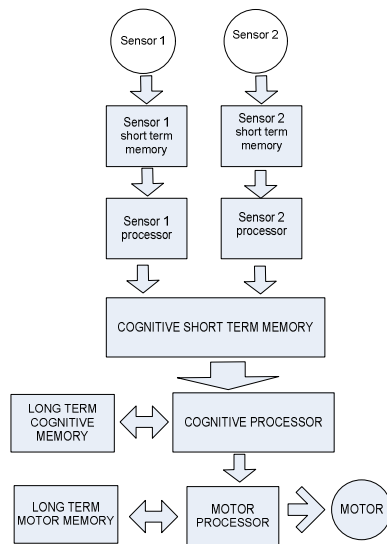 Sensor 1
Sensor 2
Sensor 1
short term
memory
Sensor 2
short term
memory
Sensor 1
processor
Sensor 2
processor
COGNITIVE SHORT TERM MEMORY
LONG TERM
COGNITIVE
MEMORY
COGNITIVE PROCESSOR
LONG TERM
MOTOR MEMORY
MOTOR
PROCESSOR
MOTOR